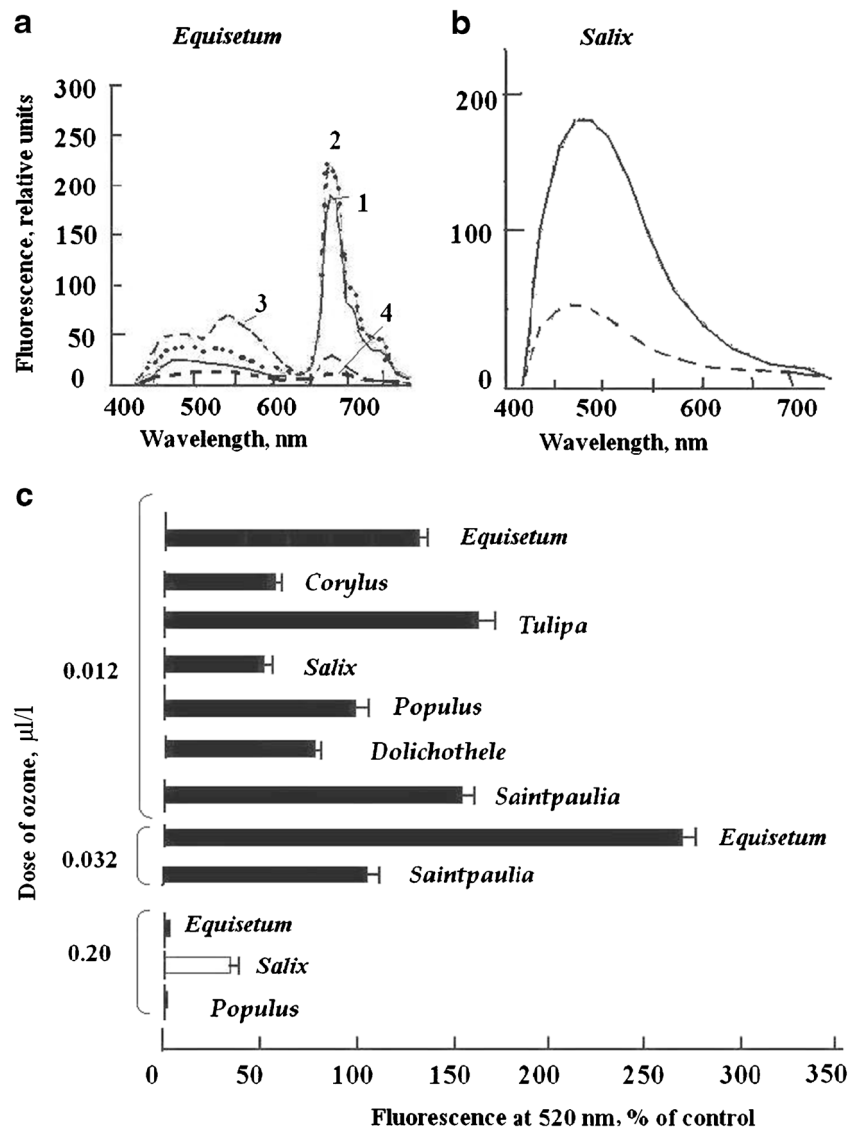 a
Equisetum
Fluorescence, relative units
300
250
200
150
100
50
0
2
1
3
4
400 500 600 700
Wavelength, nm
b
Salix
200
100
0
400 500 600 700
Wavelength, nm
c
Dose of ozone, µl/l
0.012
Equisetum
Corylus
Tulipa
Salix
Populus
Dolichothele
Saintpaulia
0.032
Equisetum
Saintpaulia
0.20
Equisetum
Salix
Populus
0 50 100 150 200 250 300 350
Fluorescence at 520 nm, % of control